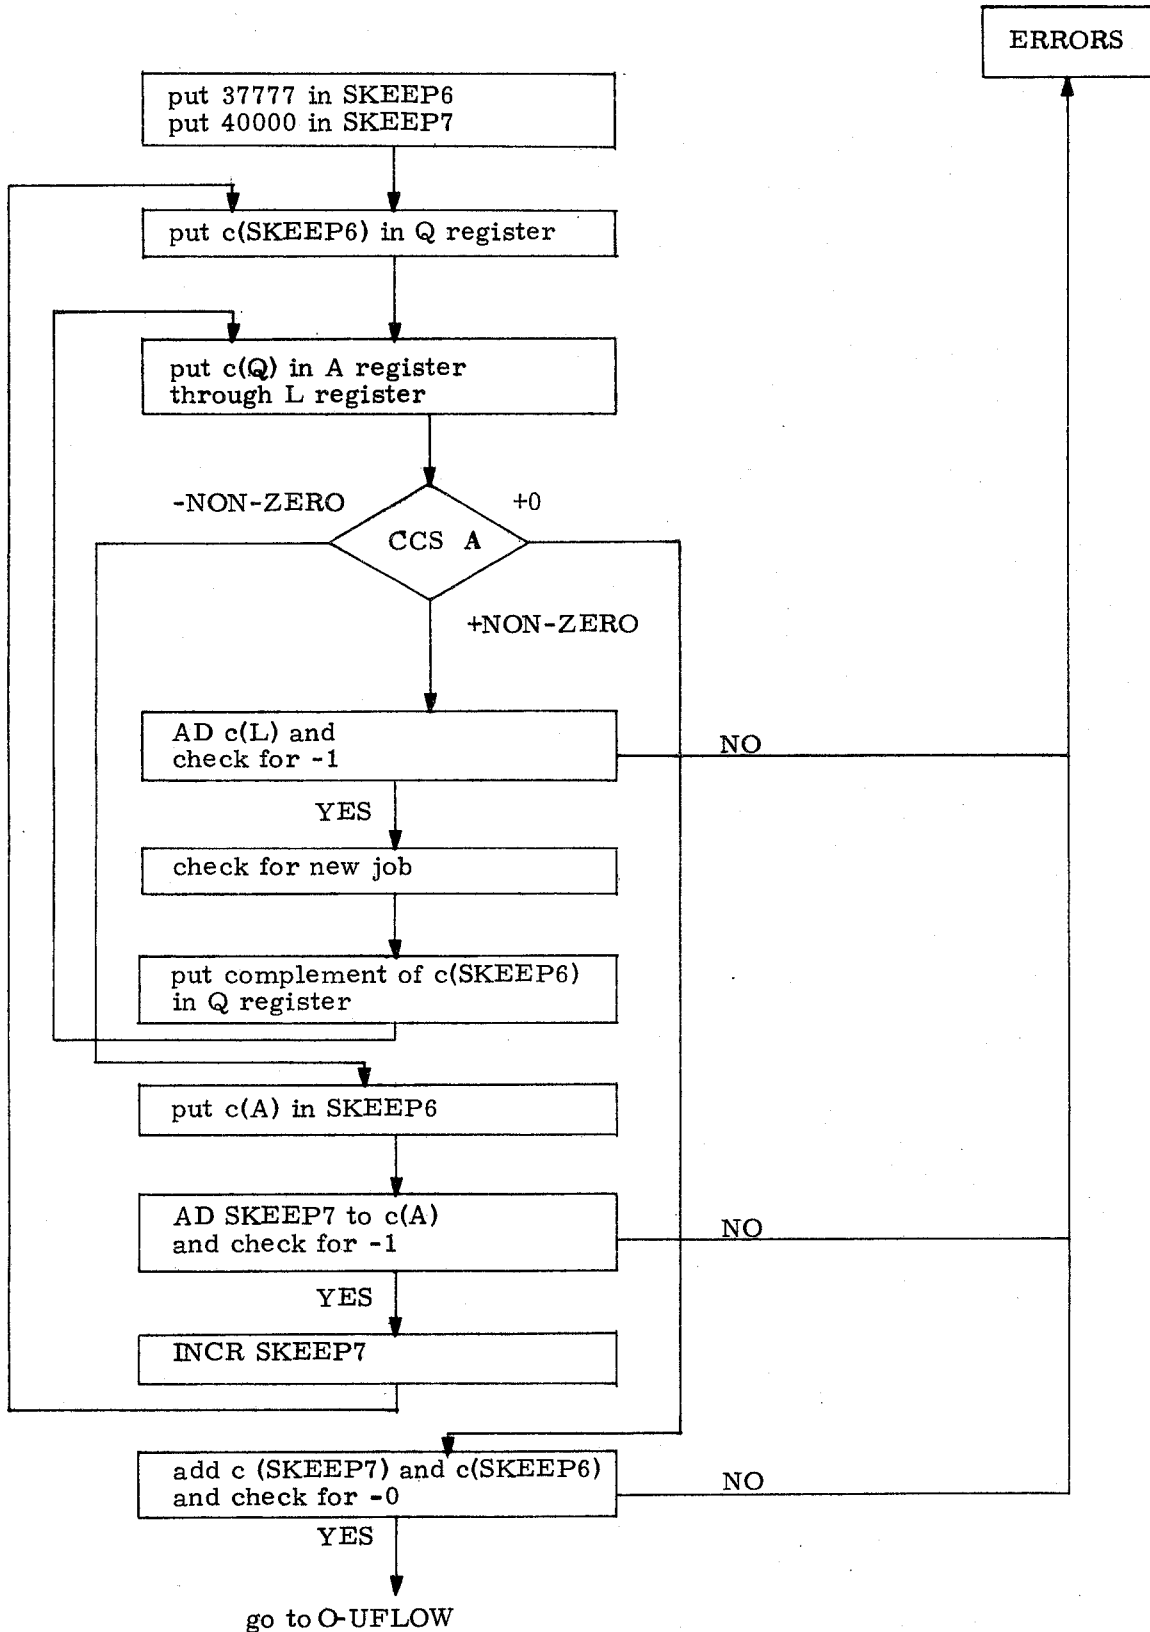 ERRORS
put 37777 in SKEEP6
put 40000 in SKEEP7
put c(SKEEP6) in Q register
put c(Q) in A register
through L register
-NON-ZERO
+0
CCS A
+NON-ZERO
AD c(L) and
check for -1
NO
YES
check for new job
put complement of c(SKEEP6)
in Q register
put c(A) in SKEEP6
AD SKEEP7 to c(A)
and check for -1
NO
YES
INCR SKEEP7
add c (SKEEP7) and c(SKEEP6)
and check for -0
NO
YES
go to O-UFLOW